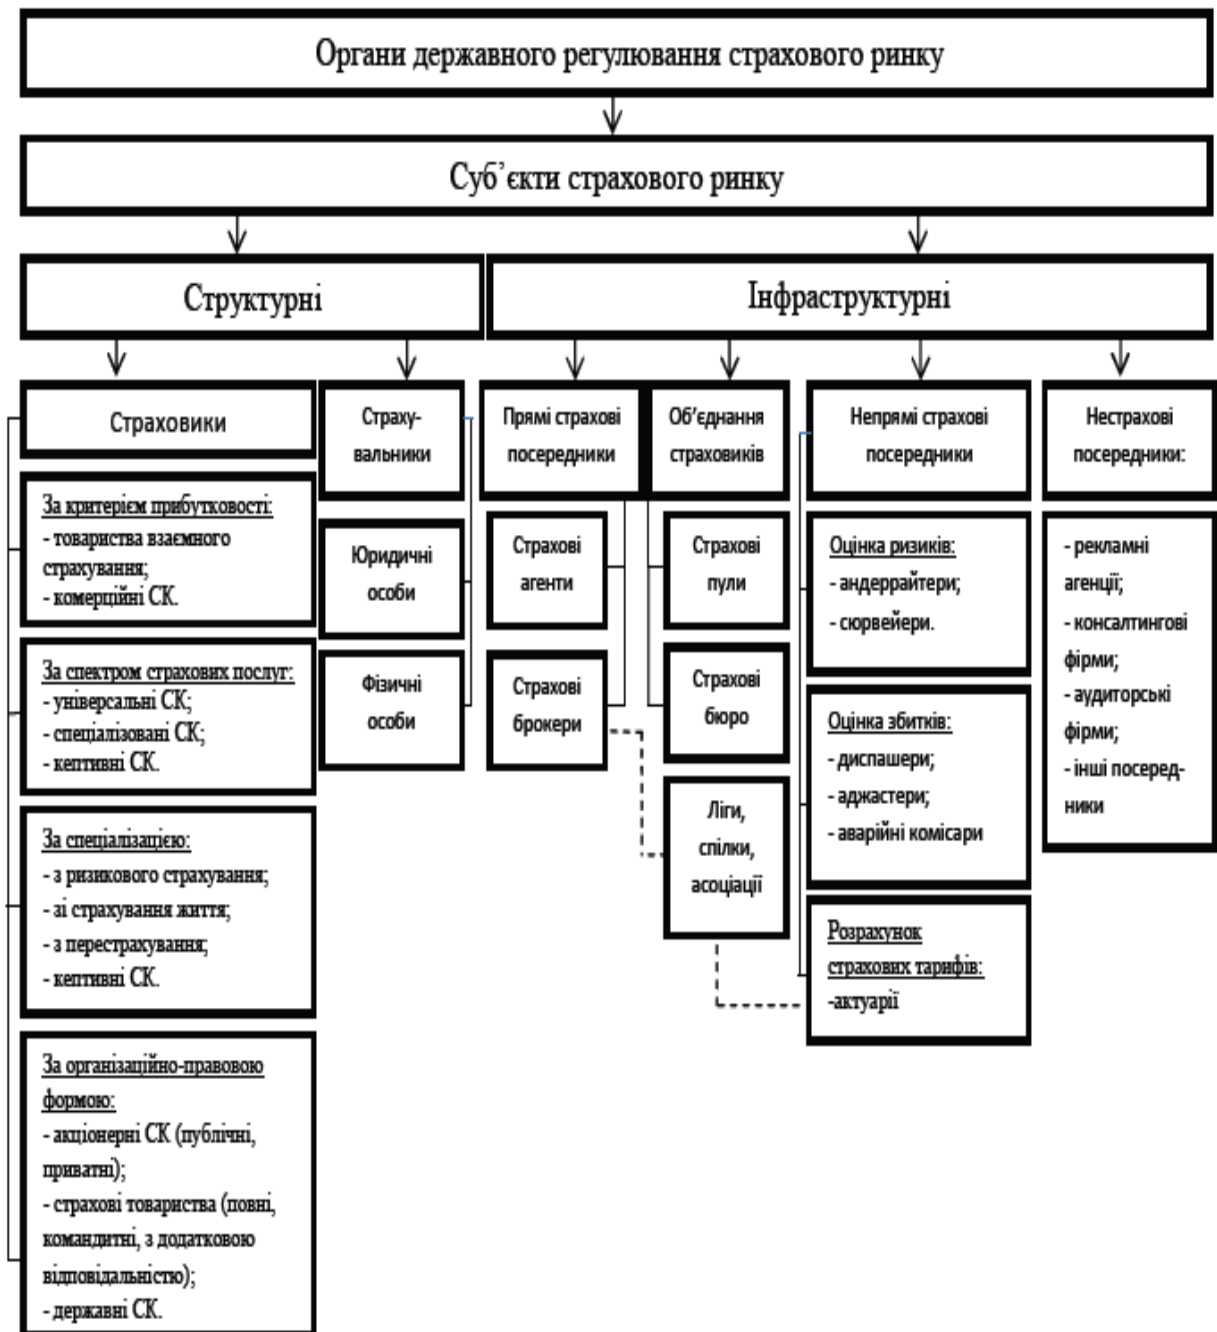 Органи державного регулювання страхового ринку
Суб’єкти страхового ринку
Структурні
Інфраструктурні
Страховики
За критерієм прибутковості:
- товариства взаємного
страхування;
- комерційні СК.
За спектром страхових послуг:
- універсальні СК;
- спеціалізовані СК;
- кептивні СК.
За спеціалізацією:
- з ризикового страхування;
- зі страхування життя;
- з перестрахування;
- кептивні СК.
За організаційно-правовою
формою:
- акціонерні СК (публічні,
приватні);
- страхові товариства (повні,
командитні, з додатковою
відповідальністю);
- державні СК.
Страху-
вальники
Юридичні
особи
Фізичні
особи
Прямі страхові
посередники
Страхові
агенти
Страхові
брокери
Об’єднання
страховиків
Страхові
пули
Страхові
бюро
Ліги,
спілки,
асоціації
Непрямі страхові
посередники
Оцінка ризиків:
- андеррайтери;
- сюрвейери.
Оцінка збитків:
- диспашери;
- аджастери;
- аварійні комісари
Розрахунок
страхових тарифів:
-актуарії
Нестрахові
посередники:
- рекламні
агенції;
- консалтингові
фірми;
- аудиторські
фірми;
- інші посеред-
ники